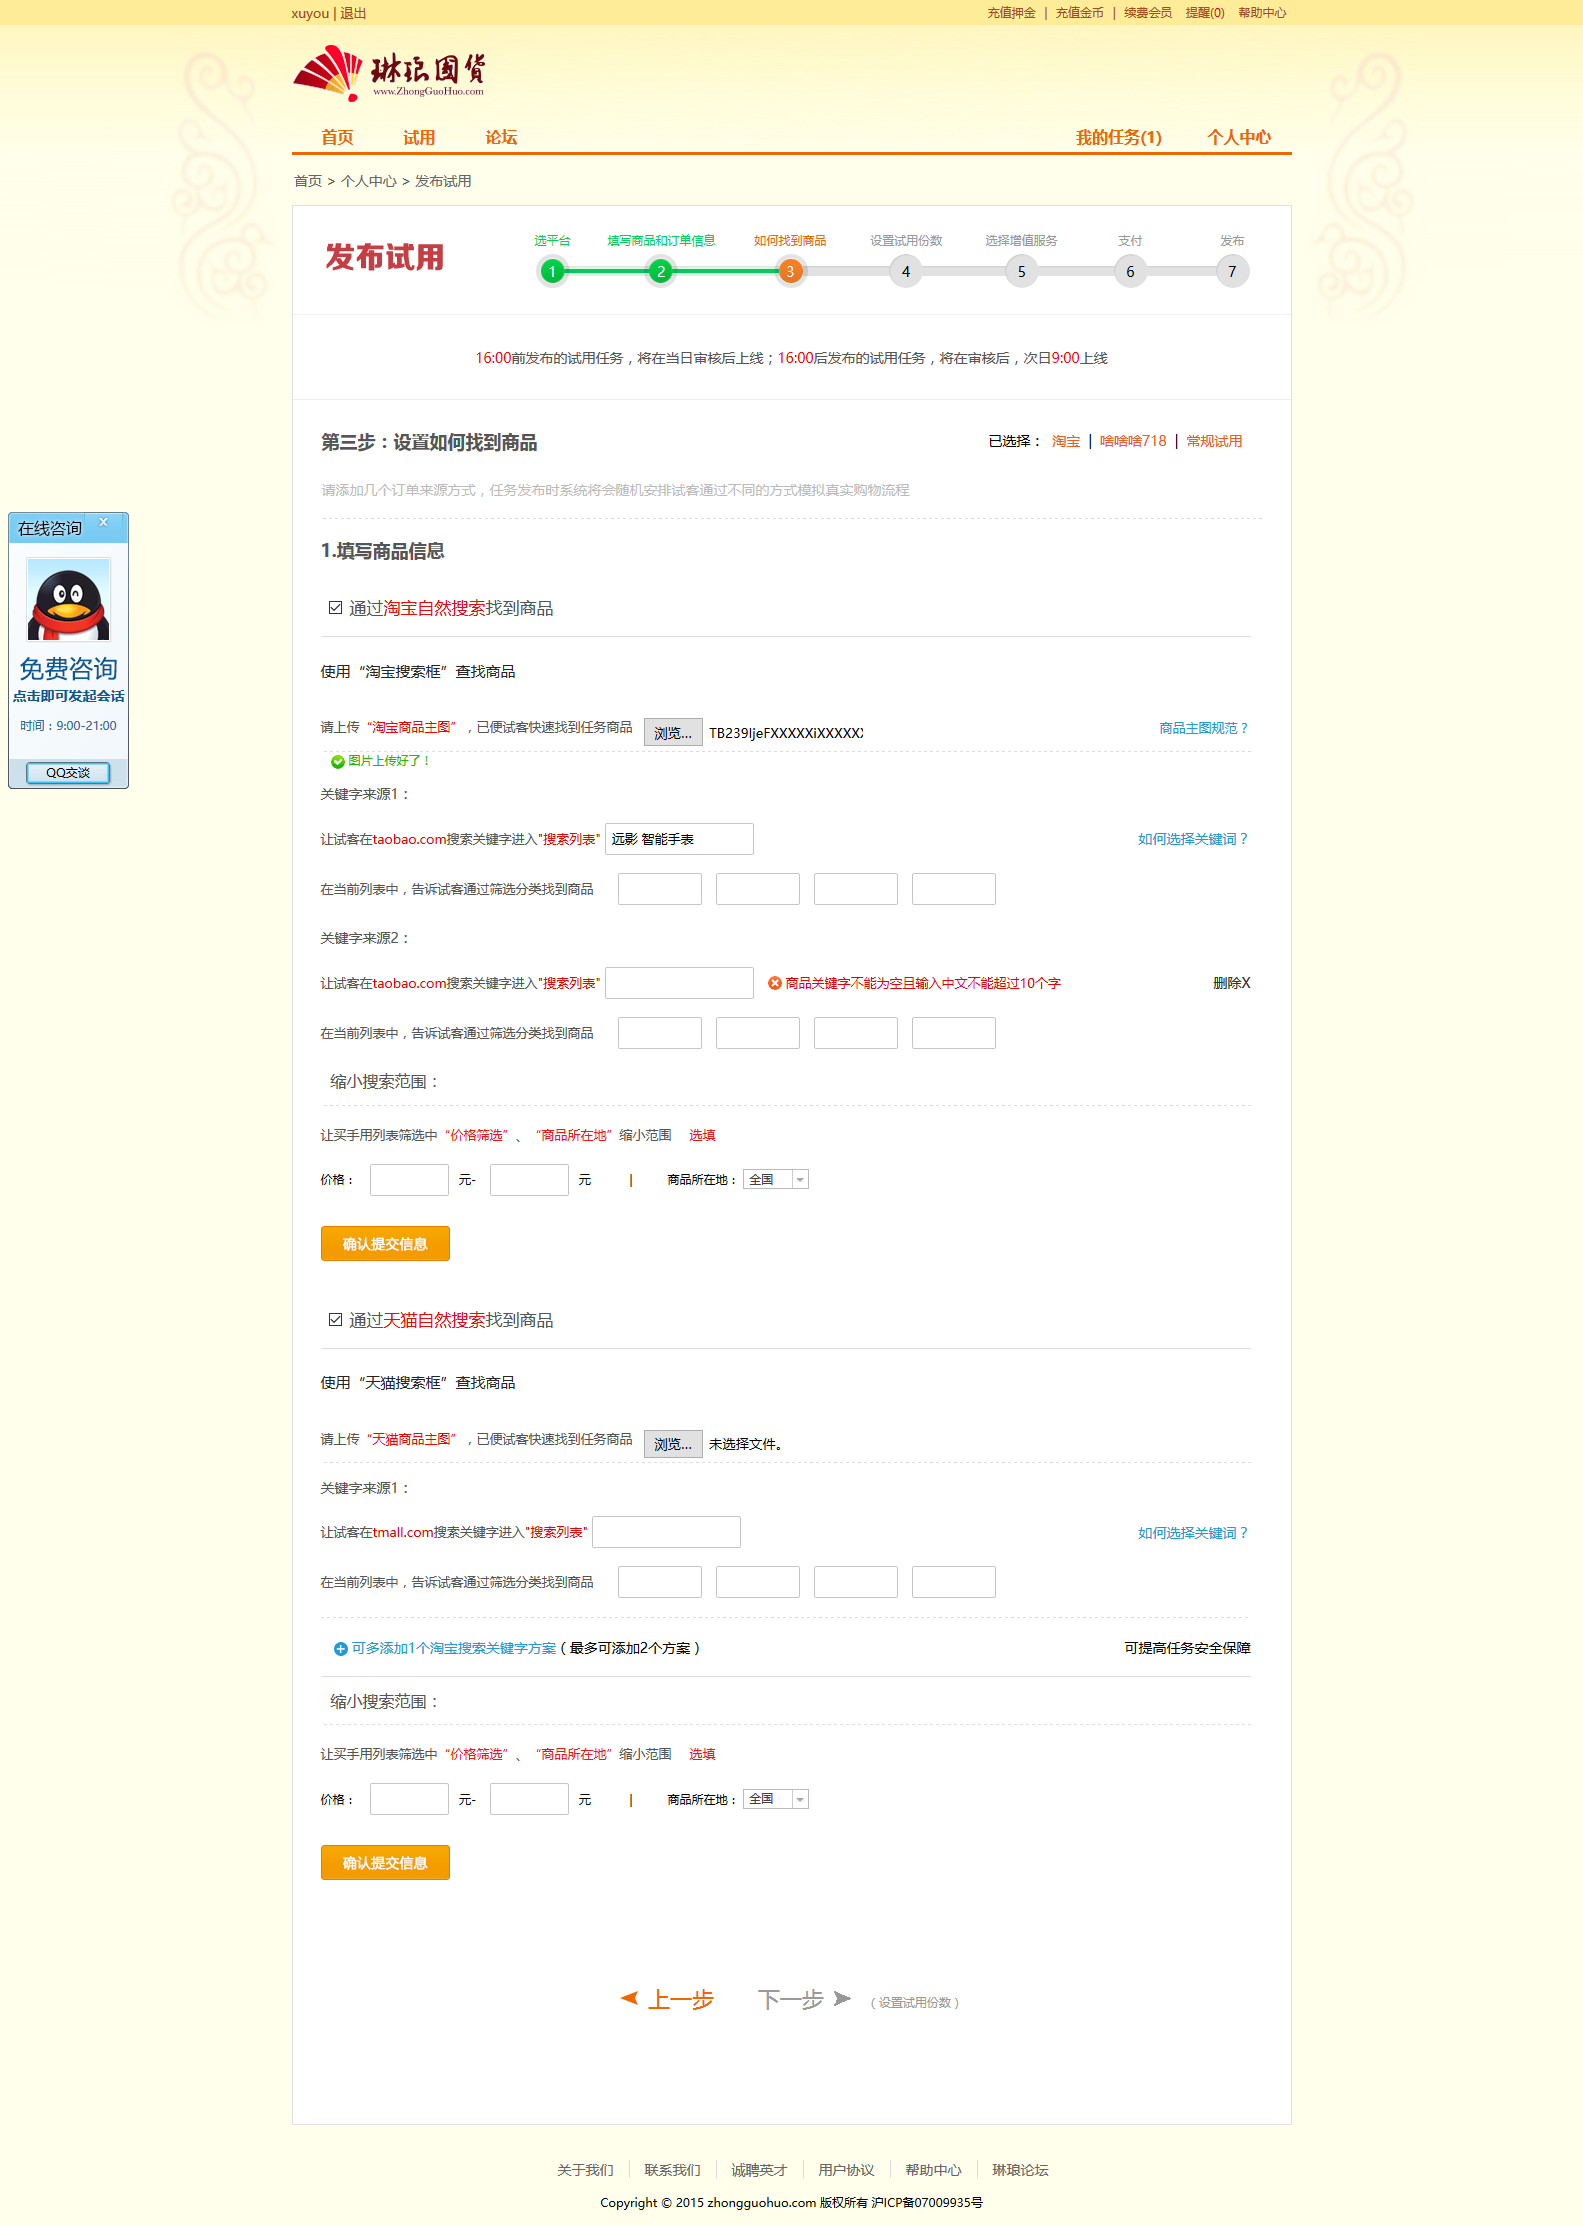 xuyou | 退出
充值押金 | 充值金币 | 续费会员 提醒(0) 帮助中心
琳琅国货
www.ZhongGuoHuo.com
首页 试用 论坛 我的任务(1) 个人中心
首页 > 个人中心 > 发布试用
发布试用
选平台 填写商品和订单信息 如何找到商品 设置试用份数 选择增值服务 支付 发布
1 2 3 4 5 6 7
16:00前发布的试用任务，将在当日审核后上线；16:00后发布的试用任务，将在审核后，次日9:00上线
第三步：设置如何找到商品
已选择： 淘宝 | 啥啥啥718 | 常规试用
请添加几个订单来源方式，任务发布时系统将会随机安排试客通过不同的方式模拟真实购物流程
在线咨询 x
免费咨询
点击即可发起会话
时间：9:00-21:00
QQ交谈
1.填写商品信息
通过淘宝自然搜索找到商品
使用“淘宝搜索框”查找商品
请上传“淘宝商品主图”，已便试客快速找到任务商品 浏览... TB239ljeFXXXXXiXXXXX 商品主图规范？
图片上传好了！
关键字来源1：
让试客在taobao.com搜索关键字进入"搜索列表" 远影 智能手表 如何选择关键词？
在当前列表中，告诉试客通过筛选分类找到商品
关键字来源2：
让试客在taobao.com搜索关键字进入"搜索列表" 商品关键字不能为空且输入中文不能超过10个字 删除X
在当前列表中，告诉试客通过筛选分类找到商品
缩小搜索范围：
让买手用列表筛选中“价格筛选”、“商品所在地”缩小范围 选填
价格： 元- 元 | 商品所在地： 全国
确认提交信息
通过天猫自然搜索找到商品
使用“天猫搜索框”查找商品
请上传“天猫商品主图”，已便试客快速找到任务商品 浏览... 未选择文件。
关键字来源1：
让试客在tmall.com搜索关键字进入"搜索列表" 如何选择关键词？
在当前列表中，告诉试客通过筛选分类找到商品
可多添加1个淘宝搜索关键字方案（最多可添加2个方案） 可提高任务安全保障
缩小搜索范围：
让买手用列表筛选中“价格筛选”、“商品所在地”缩小范围 选填
价格： 元- 元 | 商品所在地： 全国
确认提交信息
上一步 下一步 （设置试用份数）
关于我们 联系我们 诚聘英才 用户协议 帮助中心 琳琅论坛
Copyright © 2015 zhongguohuo.com 版权所有 沪ICP备07009935号